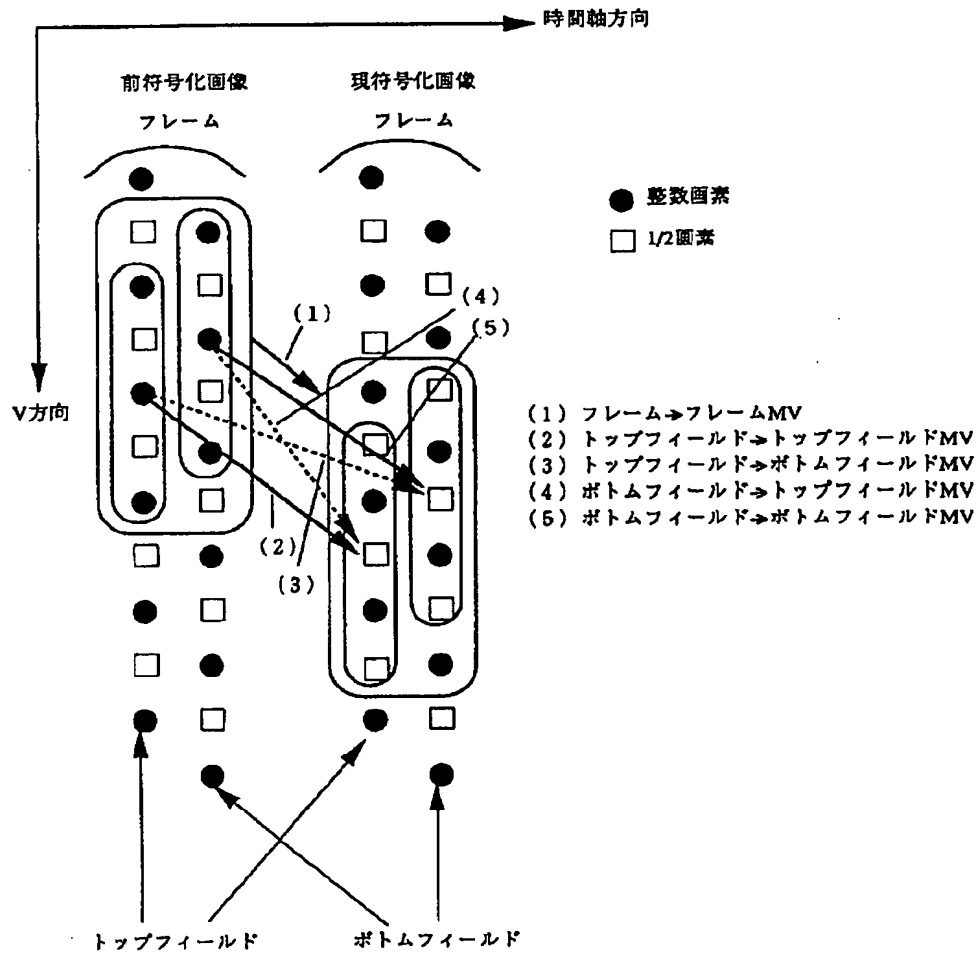 時間軸方向
前符号化画像
フレーム
現符号化画像
フレーム
● 整数画素
□ 1/2画素
(1)
(4)
(5)
V方向
(2)
(3)
(1) フレーム→フレームMV
(2) トップフィールド→トップフィールドMV
(3) トップフィールド→ボトムフィールドMV
(4) ボトムフィールド→トップフィールドMV
(5) ボトムフィールド→ボトムフィールドMV
トップフィールド
ボトムフィールド